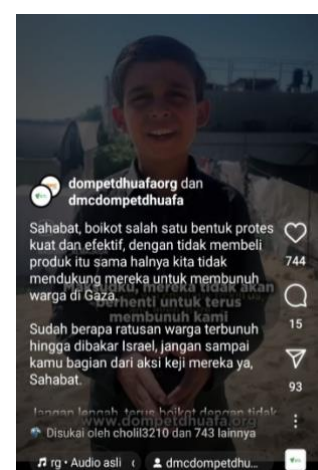 dompetdhuafaorg dan
dmcdompetdhuafa
Sahabat, boikot salah satu bentuk protes
kuat dan efektif, dengan tidak membeli
produk itu sama halnya kita tidak
mendukung mereka untuk membunuh
warga di Gaza.
mereka tidak akan
berhenti untuk terus
membunuh kami
Sudah berapa ratusan warga terbunuh
hingga dibakar Israel, jangan sampai
kamu bagian dari aksi keji mereka ya,
Sahabat.
Jangan lengah, terus boikot dengan tidak
www.dompetdhuafa.org
Disukai oleh cholil3210 dan 743 lainnya
rg • Audio asli
dmcdompetdhu...
744
15
93